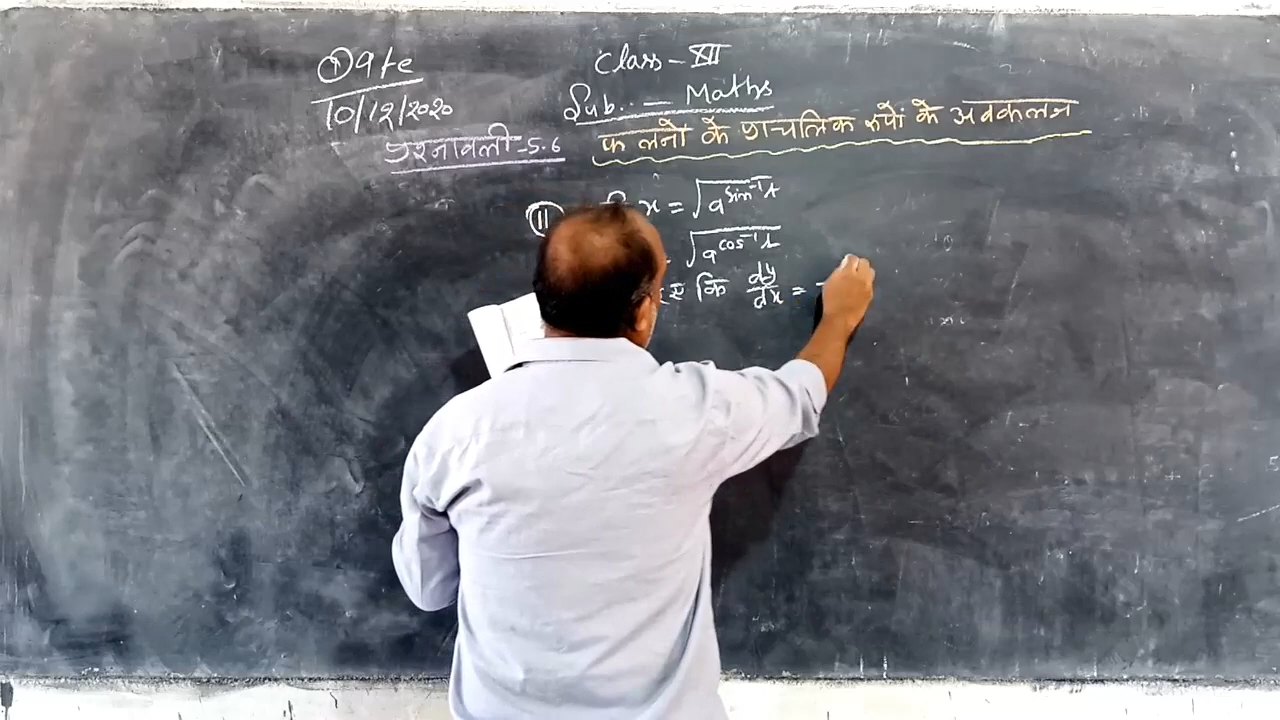 Date
10/12/2020
Class - XII
Sub. - Maths
प्रश्नावली - 5.6
फलनों के प्राचलिक रूपों के अवकलन
11 x = √a^sin⁻¹t
√a^cos⁻¹t
कि dy/dx =